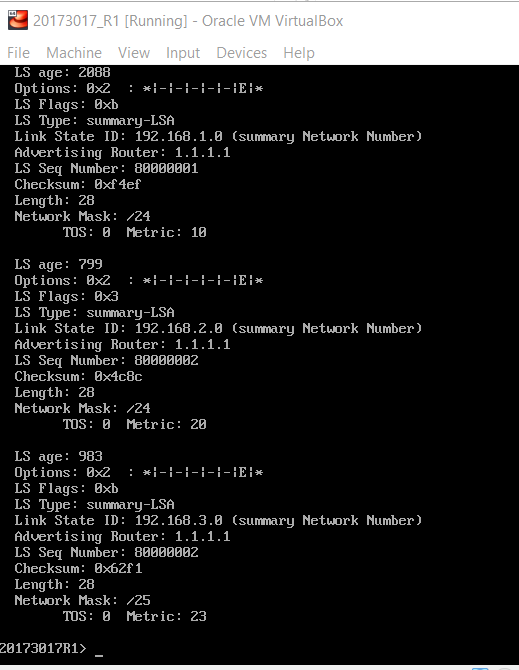 20173017_R1 [Running] - Oracle VM VirtualBox
File Machine View Input Devices Help
LS age: 2088
Options: 0x2  : *|-|-|-|-|-|E|*
LS Flags: 0xb
LS Type: summary-LSA
Link State ID: 192.168.1.0 (summary Network Number)
Advertising Router: 1.1.1.1
LS Seq Number: 80000001
Checksum: 0xf4ef
Length: 28
Network Mask: /24
TOS: 0  Metric: 10
LS age: 799
Options: 0x2  : *|-|-|-|-|-|E|*
LS Flags: 0x3
LS Type: summary-LSA
Link State ID: 192.168.2.0 (summary Network Number)
Advertising Router: 1.1.1.1
LS Seq Number: 80000002
Checksum: 0x4c8c
Length: 28
Network Mask: /24
TOS: 0  Metric: 20
LS age: 983
Options: 0x2  : *|-|-|-|-|-|E|*
LS Flags: 0xb
LS Type: summary-LSA
Link State ID: 192.168.3.0 (summary Network Number)
Advertising Router: 1.1.1.1
LS Seq Number: 80000002
Checksum: 0x62f1
Length: 28
Network Mask: /25
TOS: 0  Metric: 23
20173017R1> _